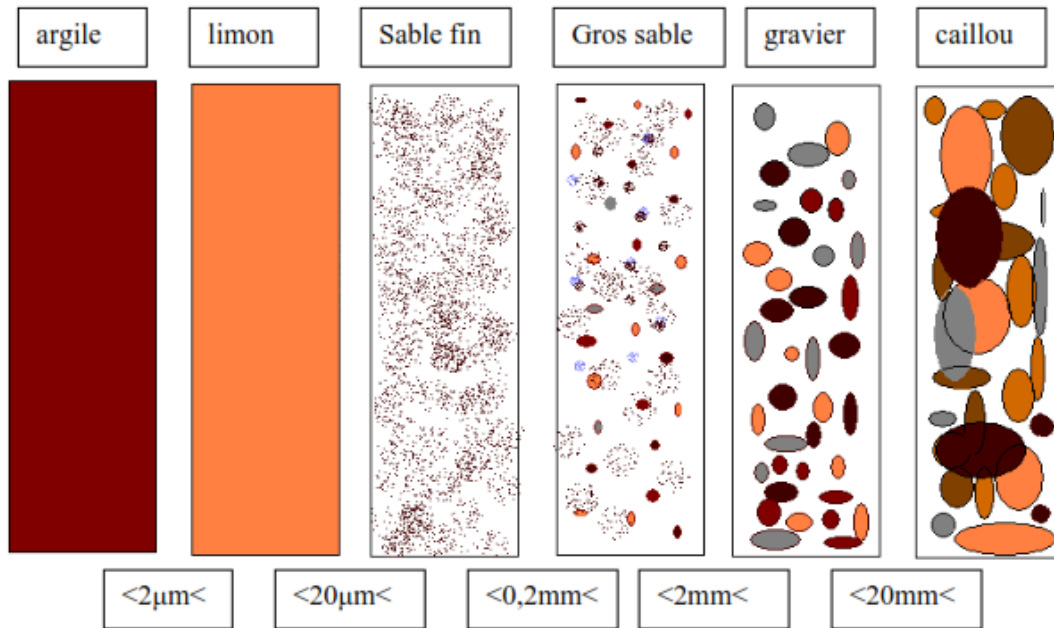 argile limon Sable fin Gros sable gravier caillou
<2μm< <20μm< <0,2mm< <2mm< <20mm<